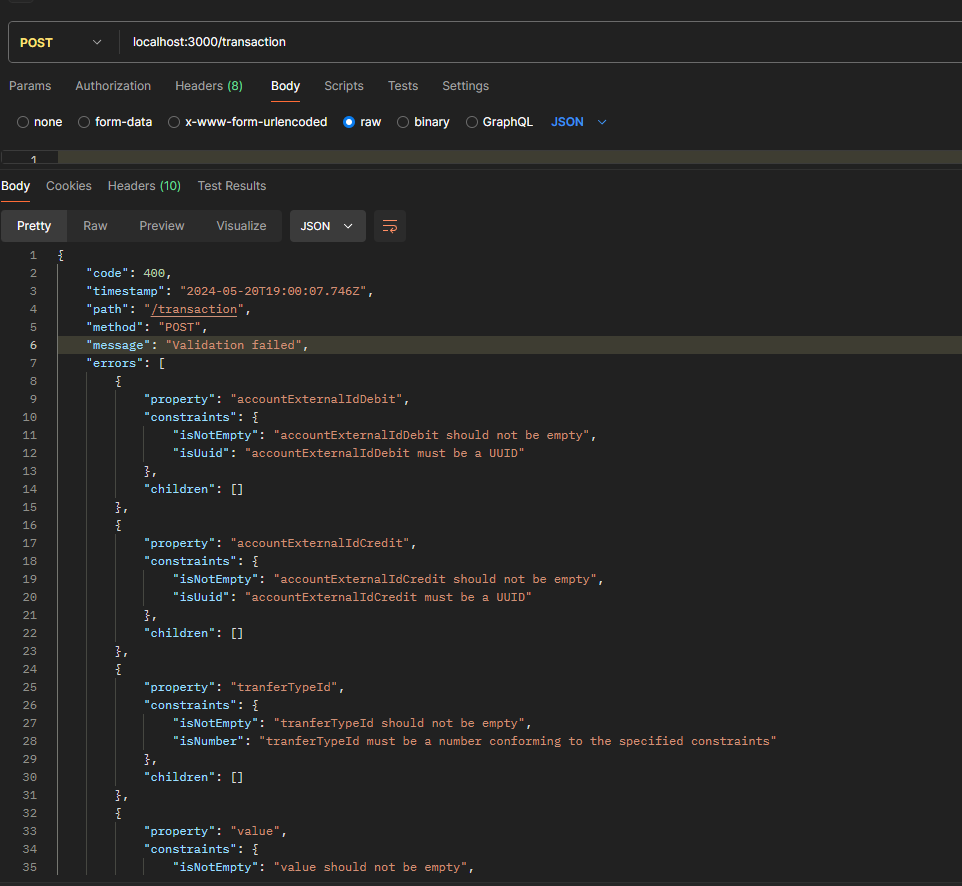 POST localhost:3000/transaction
Params Authorization Headers (8) Body Scripts Tests Settings
none form-data x-www-form-urlencoded raw binary GraphQL JSON
1
Body Cookies Headers (10) Test Results
Pretty Raw Preview Visualize JSON
1 {
2 "code": 400,
3 "timestamp": "2024-05-20T19:00:07.746Z",
4 "path": "/transaction",
5 "method": "POST",
6 "message": "Validation failed",
7 "errors": [
8 {
9 "property": "accountExternalIdDebit",
10 "constraints": {
11 "isNotEmpty": "accountExternalIdDebit should not be empty",
12 "isUuid": "accountExternalIdDebit must be a UUID"
13 },
14 "children": []
15 },
16 {
17 "property": "accountExternalIdCredit",
18 "constraints": {
19 "isNotEmpty": "accountExternalIdCredit should not be empty",
20 "isUuid": "accountExternalIdCredit must be a UUID"
21 },
22 "children": []
23 },
24 {
25 "property": "tranferTypeId",
26 "constraints": {
27 "isNotEmpty": "tranferTypeId should not be empty",
28 "isNumber": "tranferTypeId must be a number conforming to the specified constraints"
29 },
30 "children": []
31 },
32 {
33 "property": "value",
34 "constraints": {
35 "isNotEmpty": "value should not be empty",